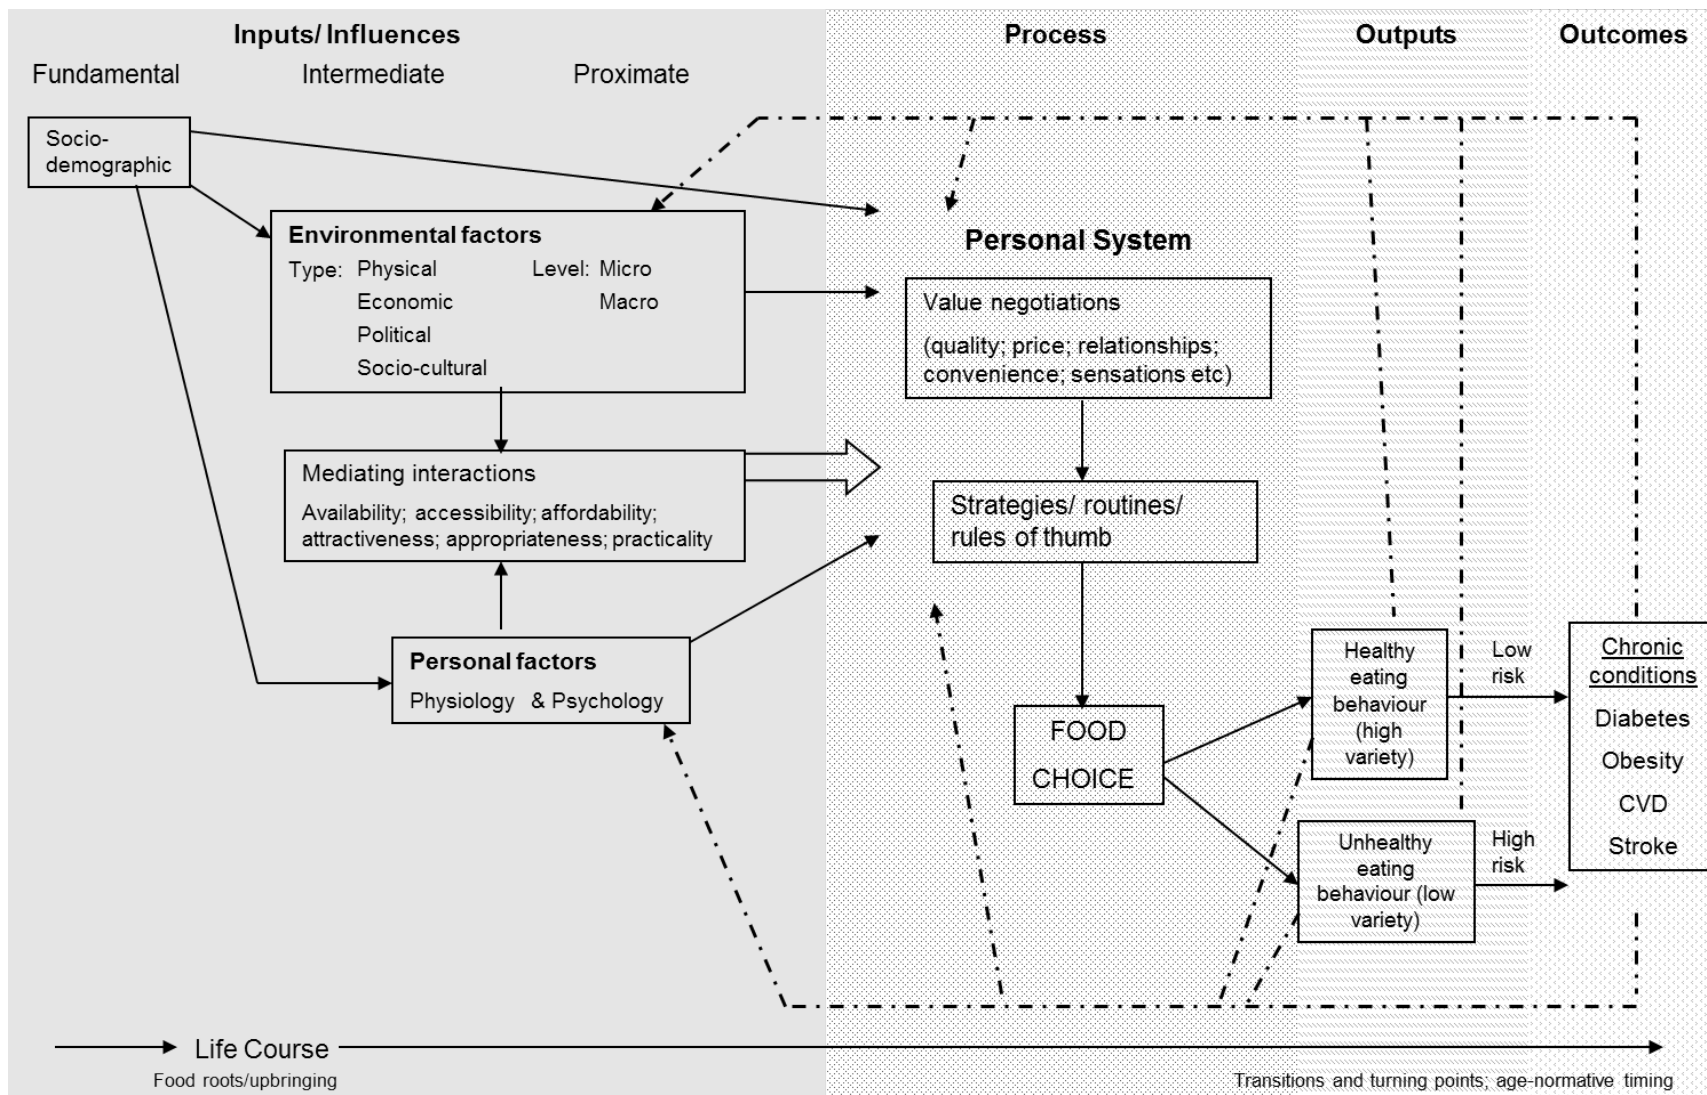 Inputs/ Influences
Process
Outputs
Outcomes
Fundamental
Intermediate
Proximate
Socio-
demographic
Environmental factors
Type: Physical
Economic
Political
Socio-cultural
Level: Micro
Macro
Mediating interactions
Availability; accessibility; affordability;
attractiveness; appropriateness; practicality
Personal factors
Physiology & Psychology
Personal System
Value negotiations
(quality; price; relationships;
convenience; sensations etc)
Strategies/ routines/
rules of thumb
FOOD
CHOICE
Healthy
eating
behaviour
(high
variety)
Low
risk
Unhealthy
eating
behaviour (low
variety)
High
risk
Chronic
conditions
Diabetes
Obesity
CVD
Stroke
Life Course
Food roots/upbringing
Transitions and turning points; age-normative timing